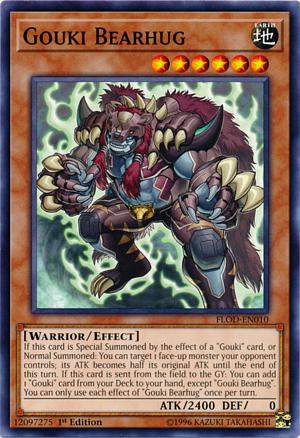 GOUKI BEARHUG
EARTH
地
FLOD-EN010
[WARRIOR/EFFECT]
If this card is Special Summoned by the effect of a "Gouki" card, or
Normal Summoned: You can target 1 face-up monster your opponent
controls; its ATK becomes half its original ATK until the end of
this turn. If this card is sent from the field to the GY: You can add
1 "Gouki" card from your Deck to your hand, except "Gouki Bearhug".
You can only use each effect of "Gouki Bearhug" once per turn.
ATK/2400 DEF/ 0
12097275 1st Edition ©1996 KAZUKI TAKAHASHI